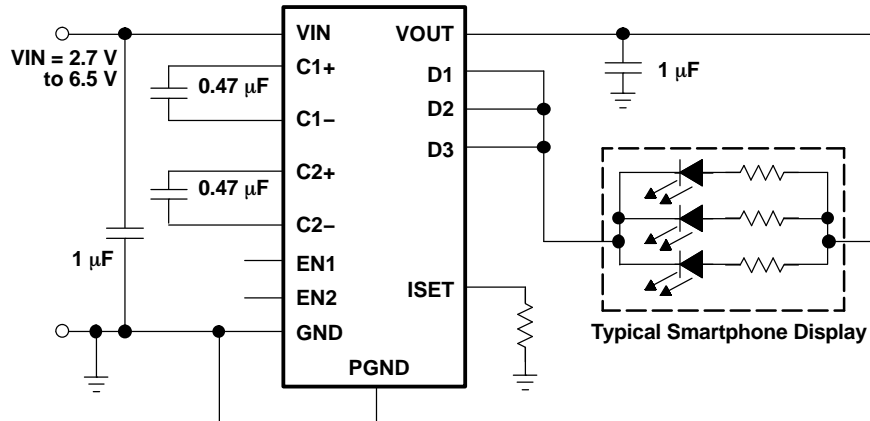 VIN = 2.7 V
to 6.5 V
1 μF
0.47 μF
0.47 μF
VIN
C1+
C1−
C2+
C2−
EN1
EN2
GND
PGND
VOUT
D1
D2
D3
ISET
1 μF
Typical Smartphone Display